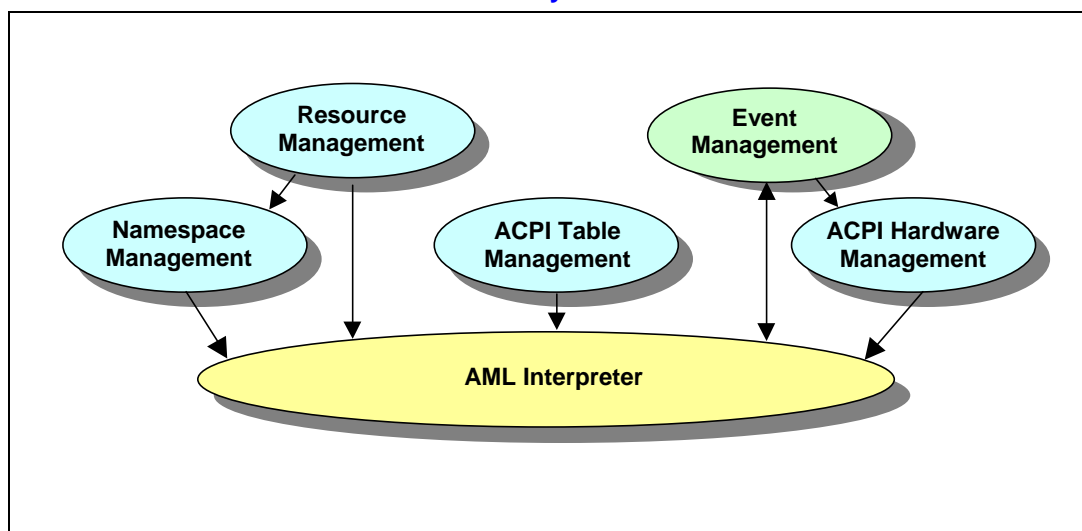 Resource
Management
Event
Management
Namespace
Management
ACPI Table
Management
ACPI Hardware
Management
AML Interpreter